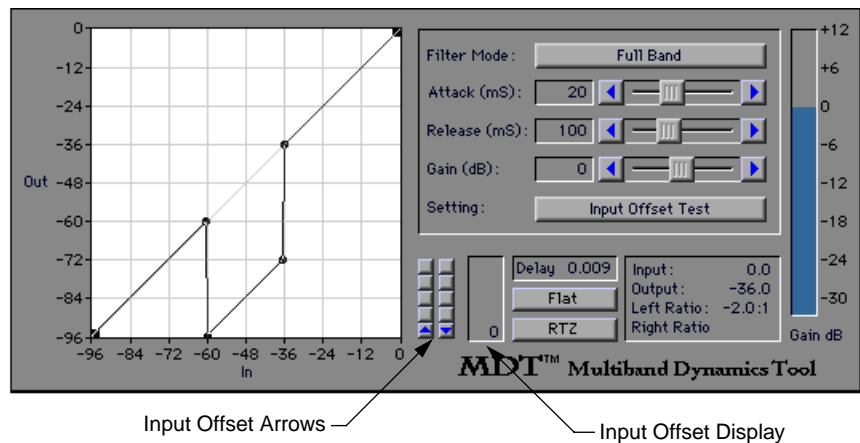 0
-12
-24
-36
Out -48
-60
-72
-84
-96
-96 -84 -72 -60 -48 -36 -24 -12 0
In
Filter Mode: Full Band
Attack (mS): 20
Release (mS): 100
Gain (dB): 0
Setting: Input Offset Test
0
Delay 0.009
Flat
RTZ
Input: 0.0
Output: -36.0
Left Ratio: -2.0:1
Right Ratio
+12
+6
0
-6
-12
-18
-24
-30
Gain dB
MDT™ Multiband Dynamics Tool
Input Offset Arrows
Input Offset Display